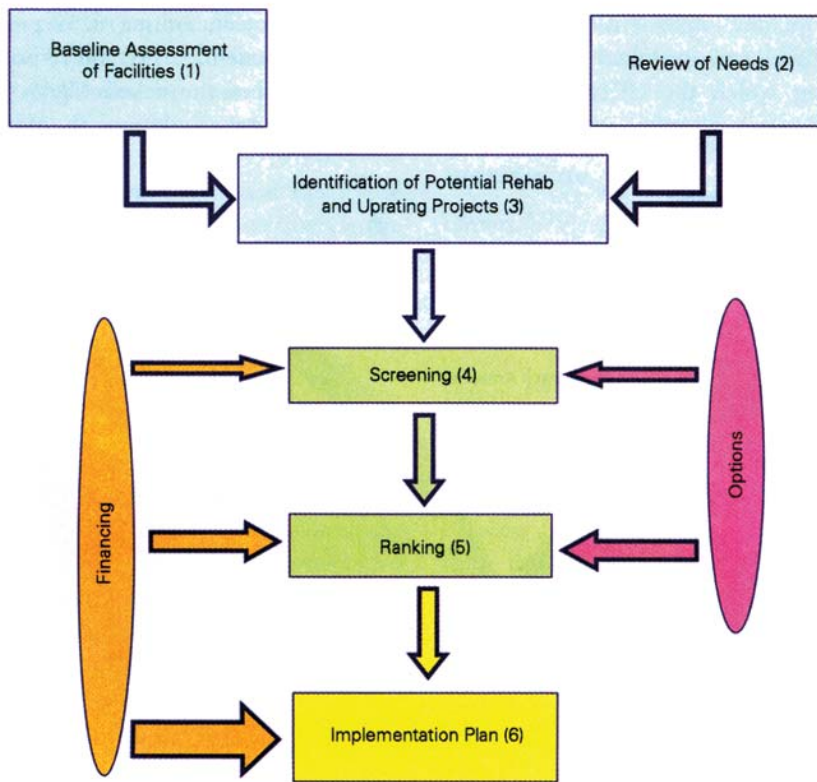 Baseline Assessment
of Facilities (1)
Review of Needs (2)
Identification of Potential Rehab
and Uprating Projects (3)
Screening (4)
Options
Ranking (5)
Financing
Implementation Plan (6)